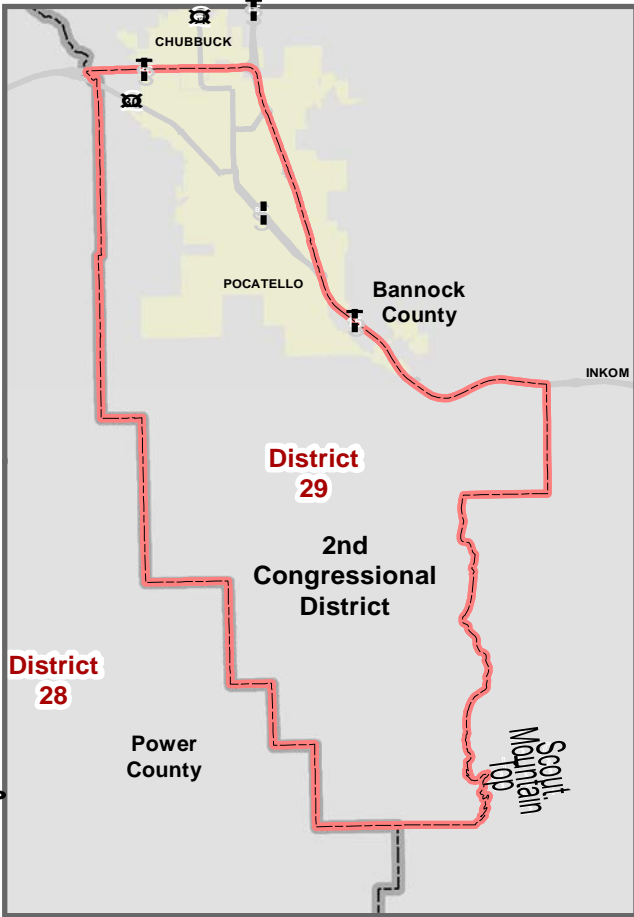 CHUBBUCK
POCATELLO
Bannock
County
INKOM
District
29
2nd
Congressional
District
District
28
Power
County
Scout
Mountain
Top